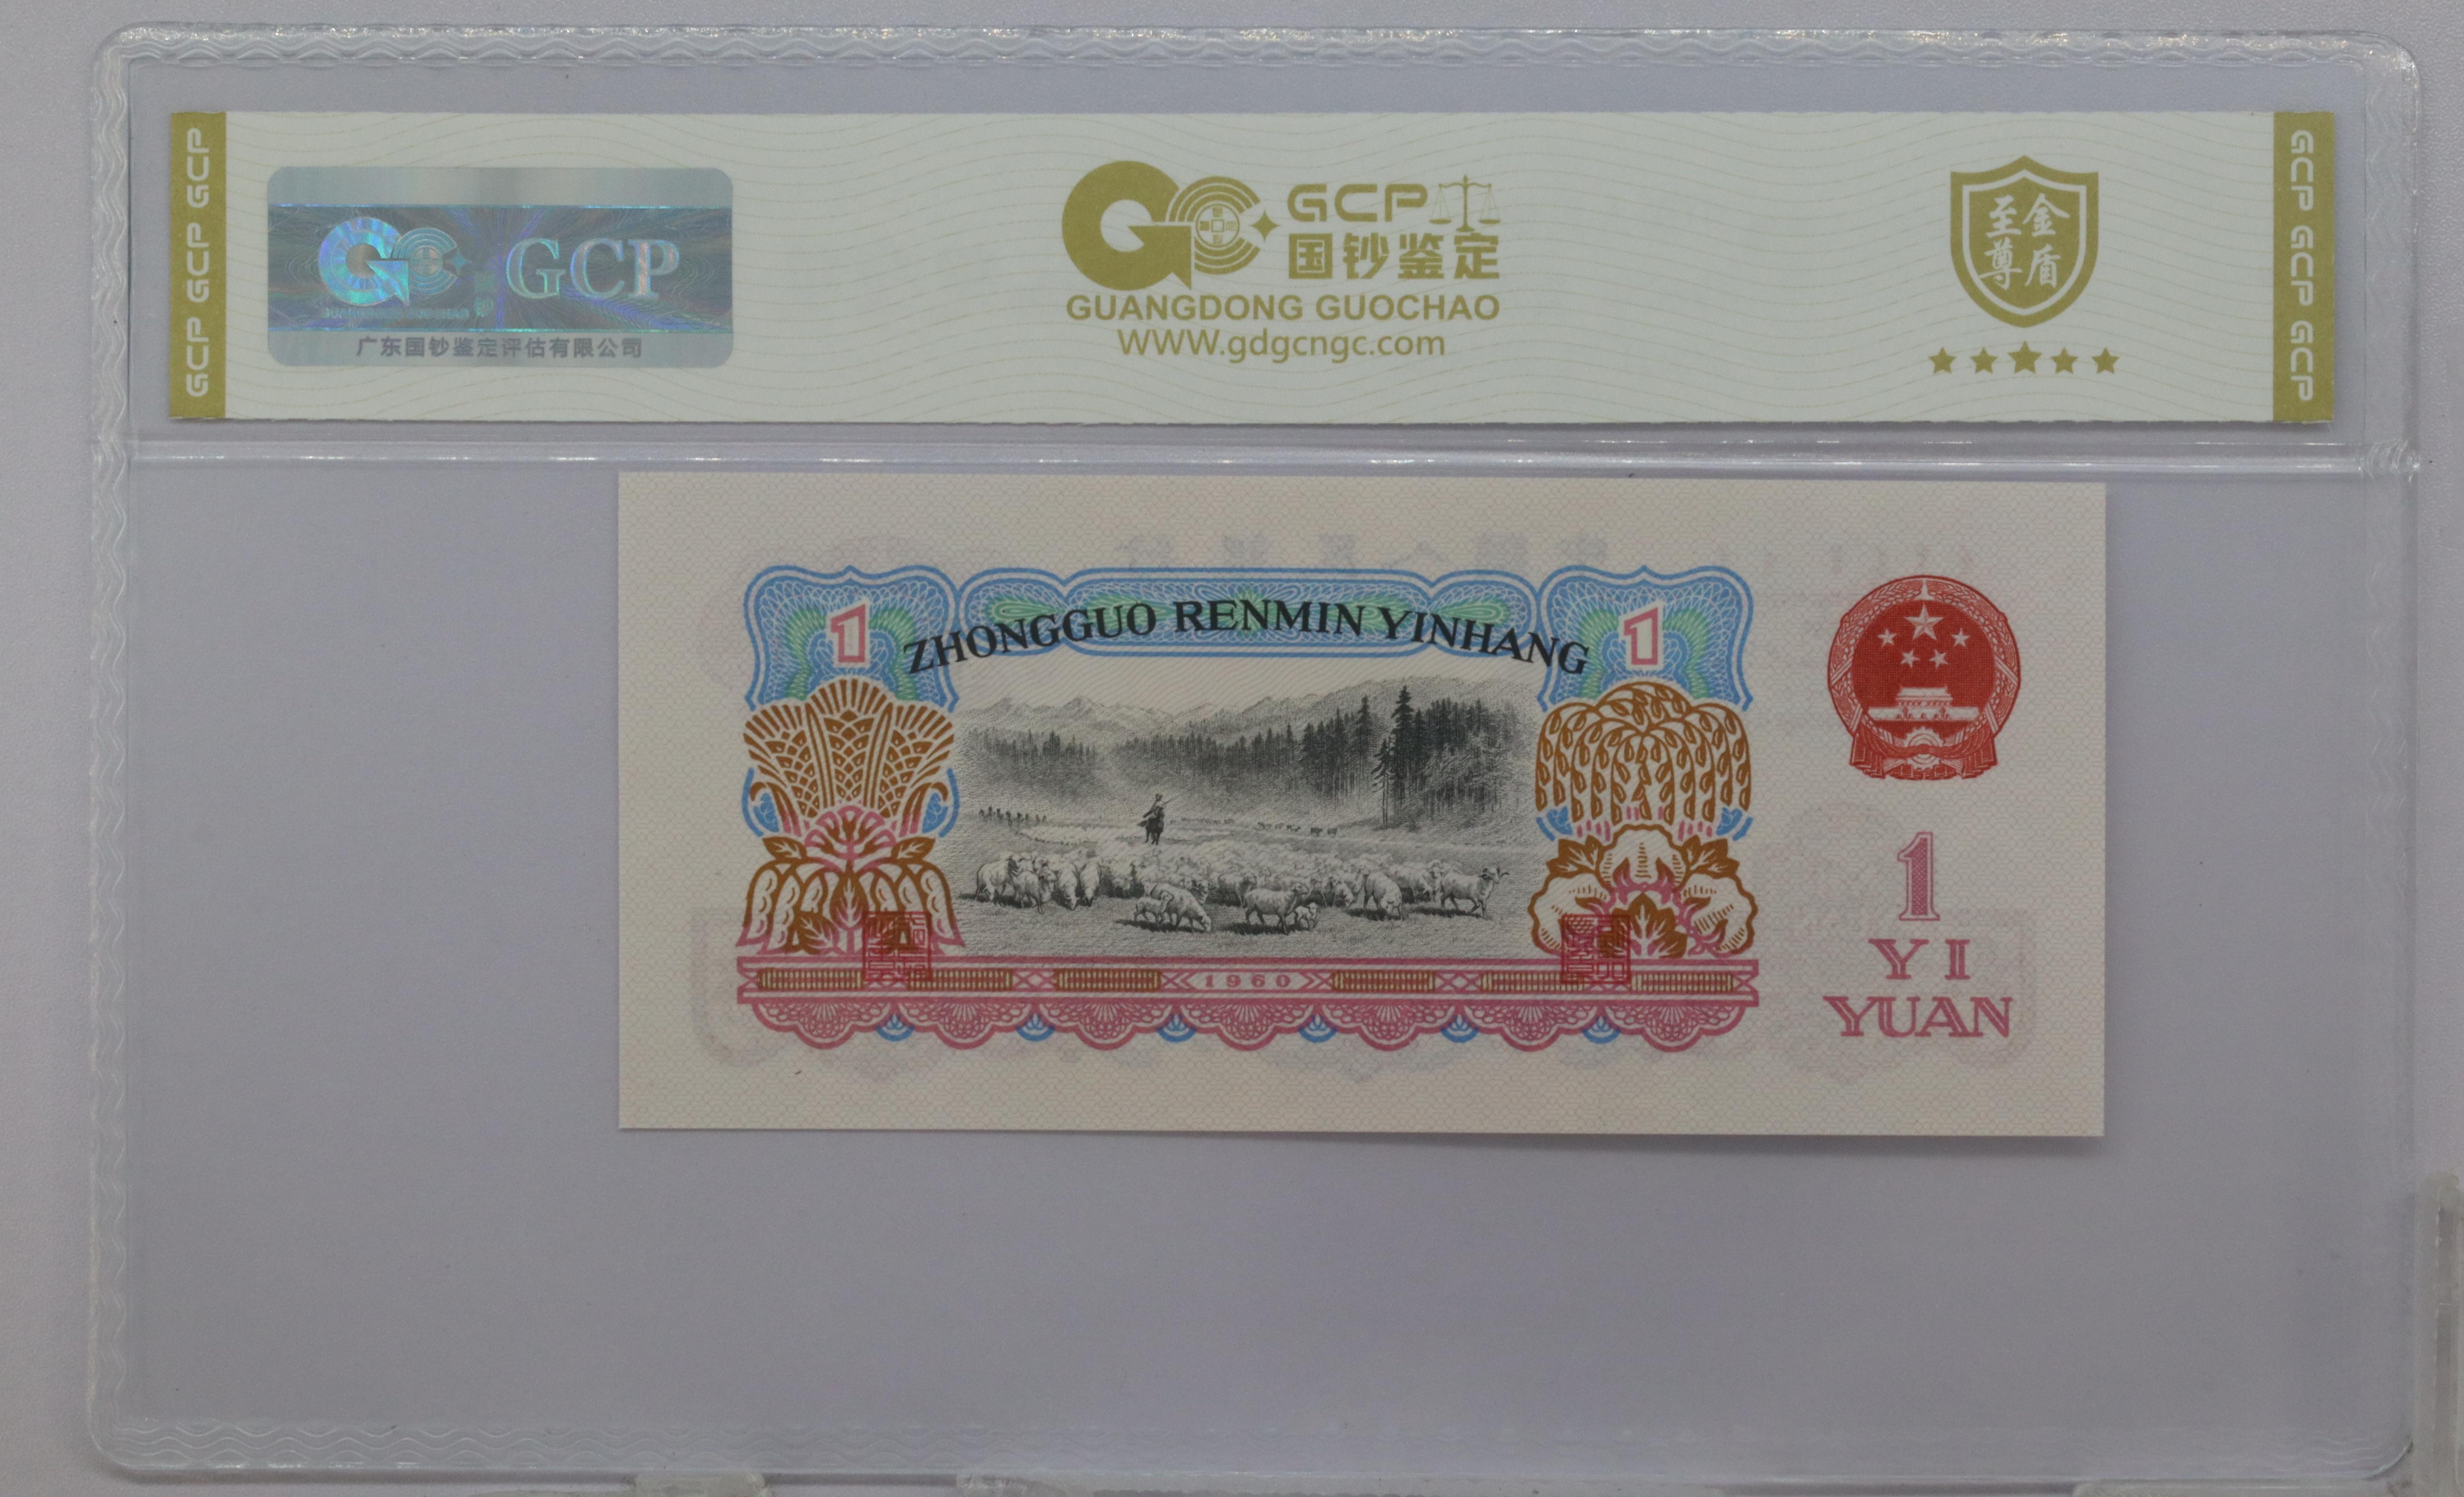 GCP GCP GCP
GCP
GUANGDONG GUOCHAO
广东国钞鉴定评估有限公司
GCP
国钞鉴定
GUANGDONG GUOCHAO
WWW.gdgcngc.com
至金
尊盾
GCP GCP GCP
1
ZHONGGUO RENMIN YINHANG
1
1960
1
YI
YUAN